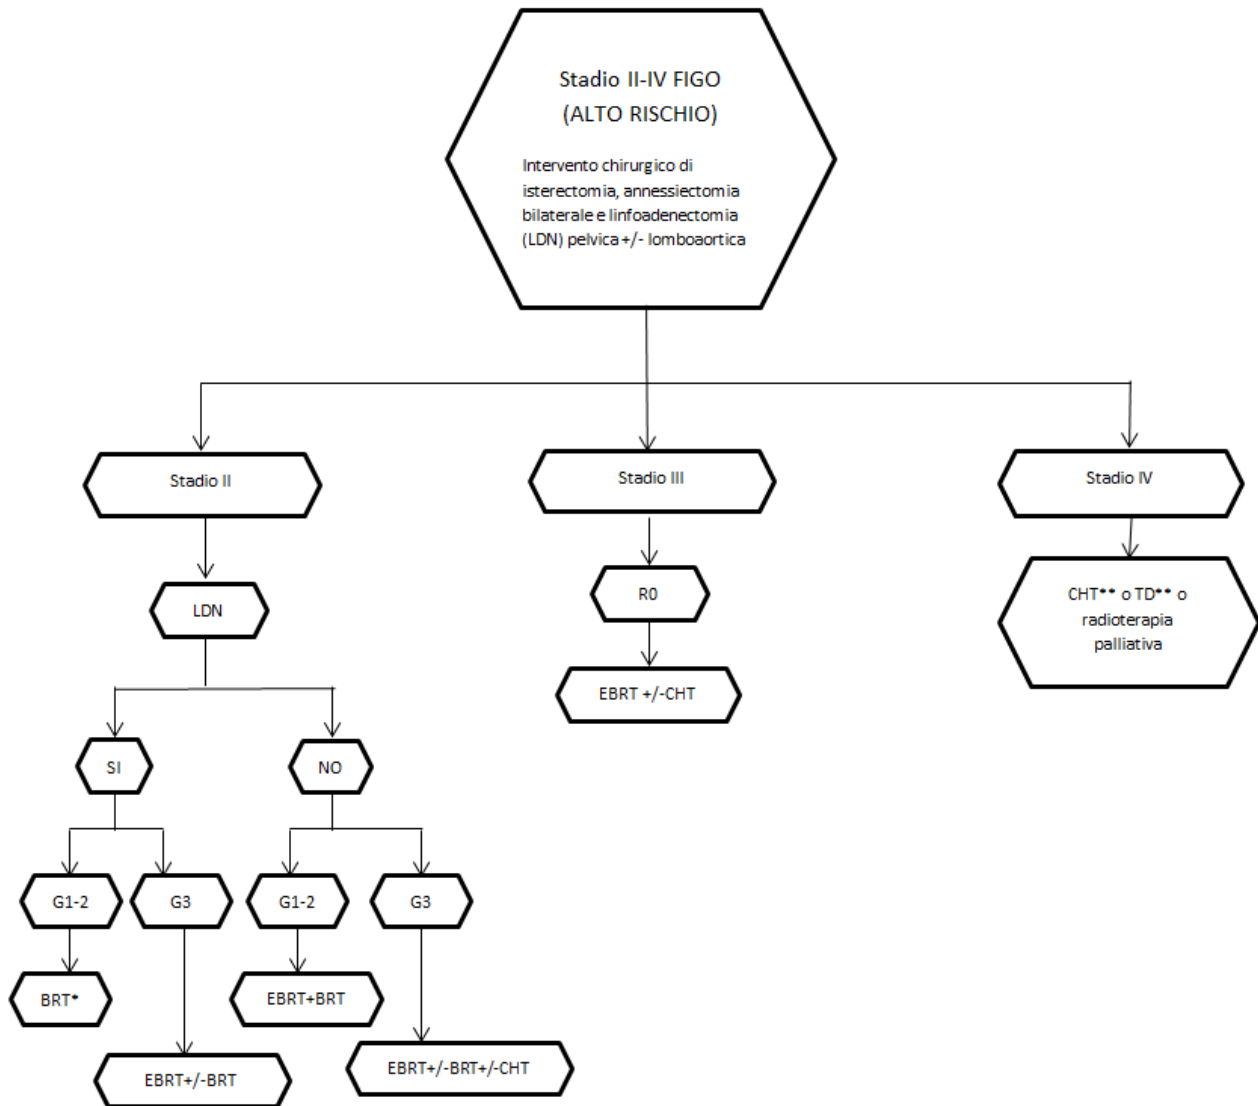 Stadio II-IV FIGO
(ALTO RISCHIO)
Intervento chirurgico di
isterectomia, annessiectomia
bilaterale e linfoadenectomia
(LDN) pelvica +/- lomboaortica
Stadio II
Stadio III
Stadio IV
LDN
R0
CHT** o TD** o
radioterapia
palliativa
EBRT +/-CHT
SI
NO
G1-2
G3
G1-2
G3
BRT*
EBRT+BRT
EBRT+/-BRT
EBRT+/-BRT+/-CHT